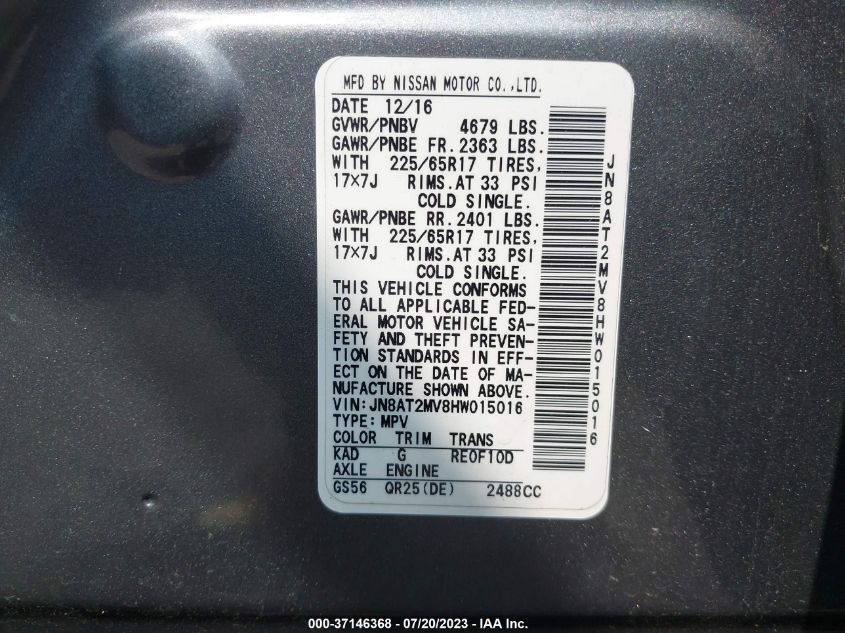 MFD BY NISSAN MOTOR CO.,LTD.
DATE 12/16
GVWR/PNBV 4679 LBS.
GAWR/PNBE FR.2363 LBS.
WITH 225/65R17 TIRES,
17×7J RIMS.AT 33 PSI
COLD SINGLE.
GAWR/PNBE RR.2401 LBS.
WITH 225/65R17 TIRES,
17×7J RIMS.AT 33 PSI
COLD SINGLE.
THIS VEHICLE CONFORMS
TO ALL APPLICABLE FED-
ERAL MOTOR VEHICLE SA-
FETY AND THEFT PREVEN-
TION STANDARDS IN EFF-
ECT ON THE DATE OF MA-
NUFACTURE SHOWN ABOVE.
VIN:JN8AT2MV8HW015016
TYPE:MPV
COLOR TRIM TRANS
KAD G RE0F10D
AXLE ENGINE
GS56 QR25(DE) 2488CC
JN8AT2MV8HW015016
000-37146368 - 07/20/2023 - IAA Inc.